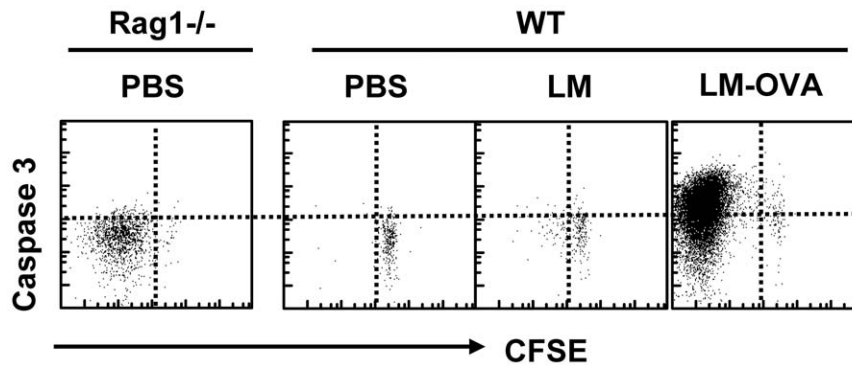 Rag1-/- WT
PBS PBS LM LM-OVA
Caspase 3
CFSE